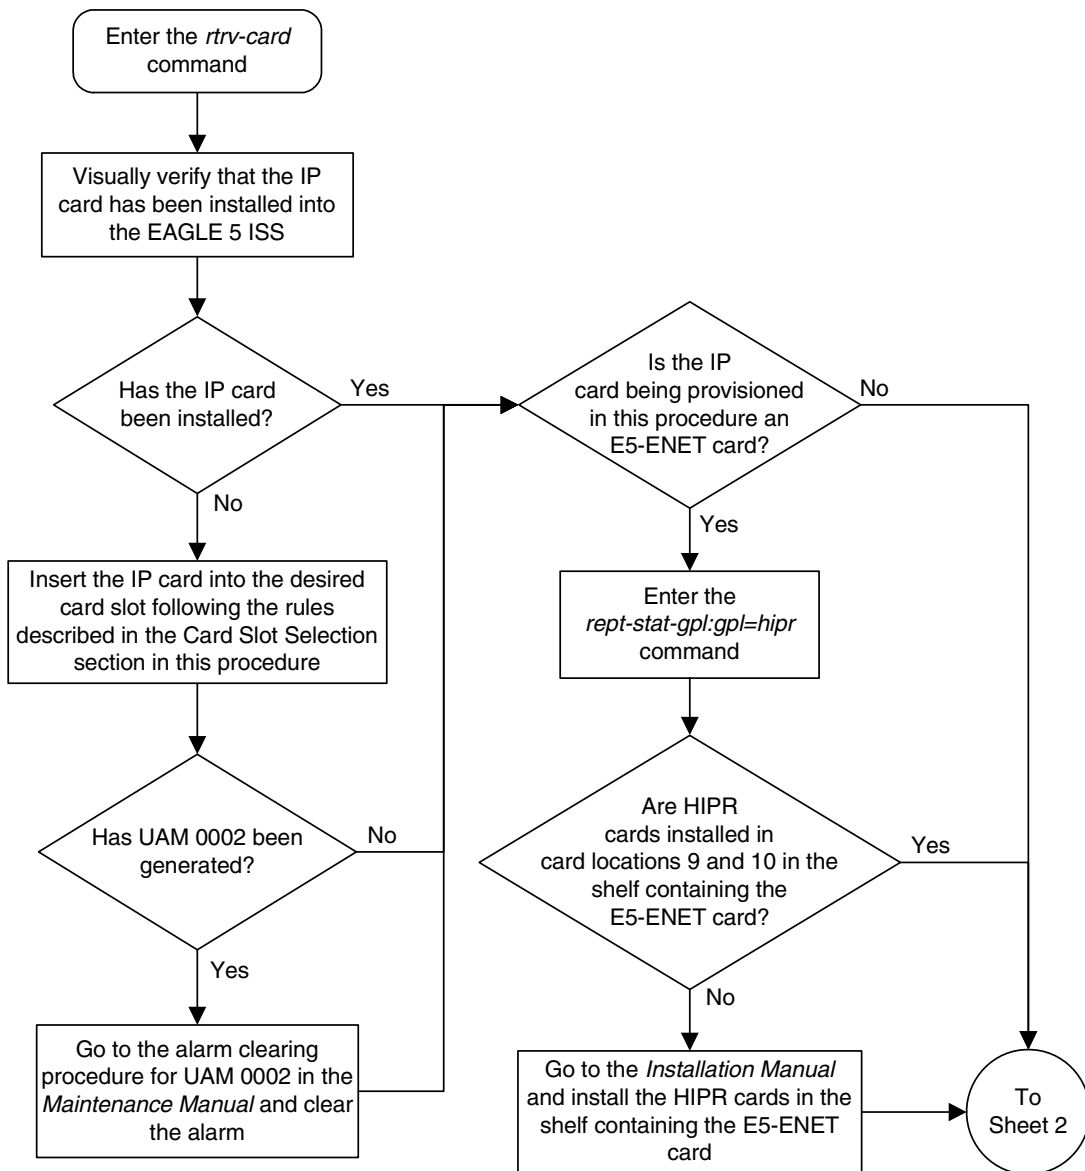 Enter the rtrv-card
command
Visually verify that the IP
card has been installed into
the EAGLE 5 ISS
Has the IP card
been installed?
Yes
No
Insert the IP card into the desired
card slot following the rules
described in the Card Slot Selection
section in this procedure
Has UAM 0002 been
generated?
No
Yes
Go to the alarm clearing
procedure for UAM 0002 in the
Maintenance Manual and clear
the alarm
Is the IP
card being provisioned
in this procedure an
E5-ENET card?
No
Yes
Enter the
rept-stat-gpl:gpl=hipr
command
Are HIPR
cards installed in
card locations 9 and 10 in the
shelf containing the
E5-ENET card?
Yes
No
Go to the Installation Manual
and install the HIPR cards in the
shelf containing the E5-ENET
card
To
Sheet 2